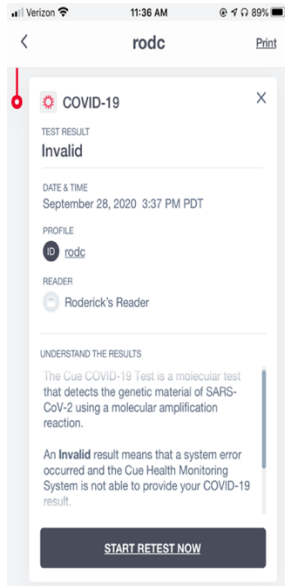 Verizon 11:36 AM 89%
rodc Print
COVID-19 X
TEST RESULT
Invalid
DATE & TIME
September 28, 2020 3:37 PM PDT
PROFILE
ID rodc
READER
Roderick's Reader
UNDERSTAND THE RESULTS
The Cue COVID-19 Test is a molecular test
that detects the genetic material of SARS-
CoV-2 using a molecular amplification
reaction.
An Invalid result means that a system error
occurred and the Cue Health Monitoring
System is not able to provide your COVID-19
result.
START RETEST NOW